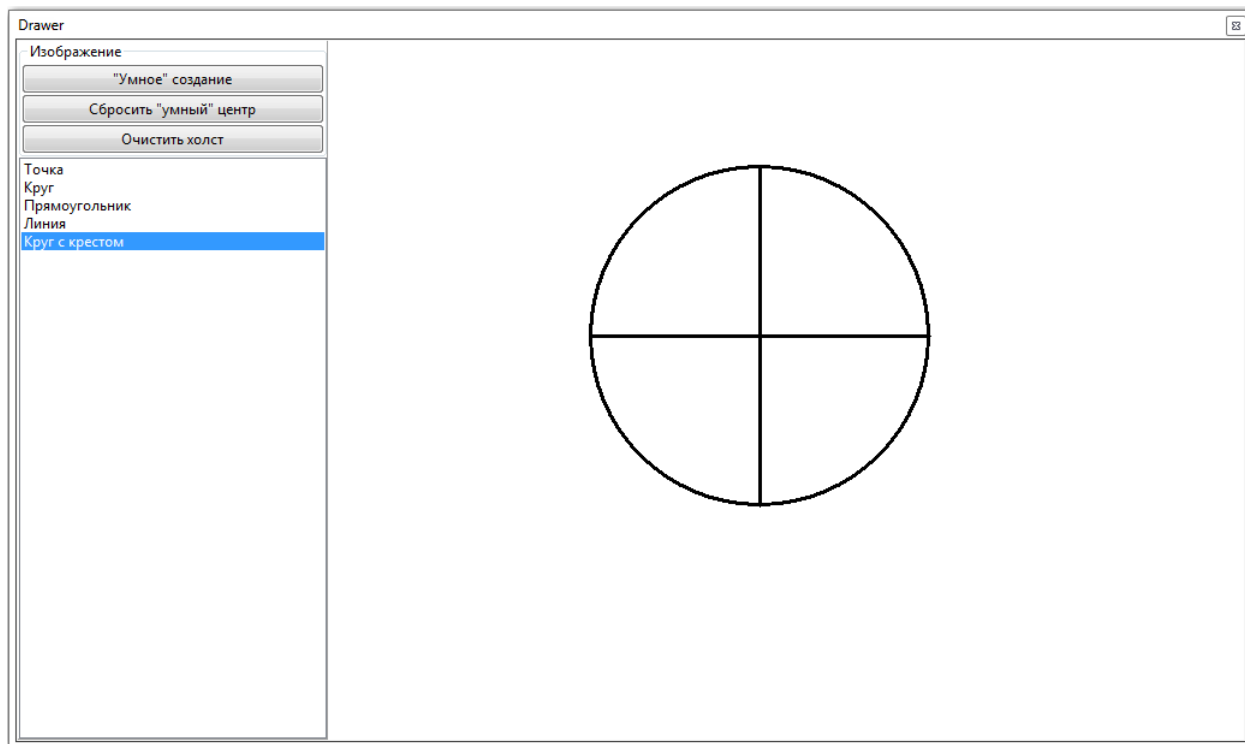 Drawer
Изображение
"Умное" создание
Сбросить "умный" центр
Очистить холст
Точка
Круг
Прямоугольник
Линия
Круг с крестом